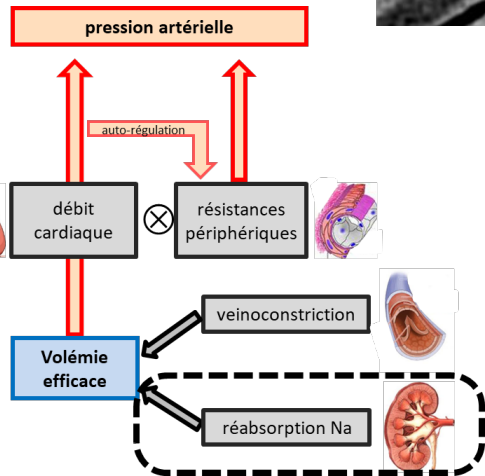 pression artérielle
auto-régulation
débit
cardiaque
résistances
périphériques
veinoconstriction
Volémie
efficace
réabsorption Na